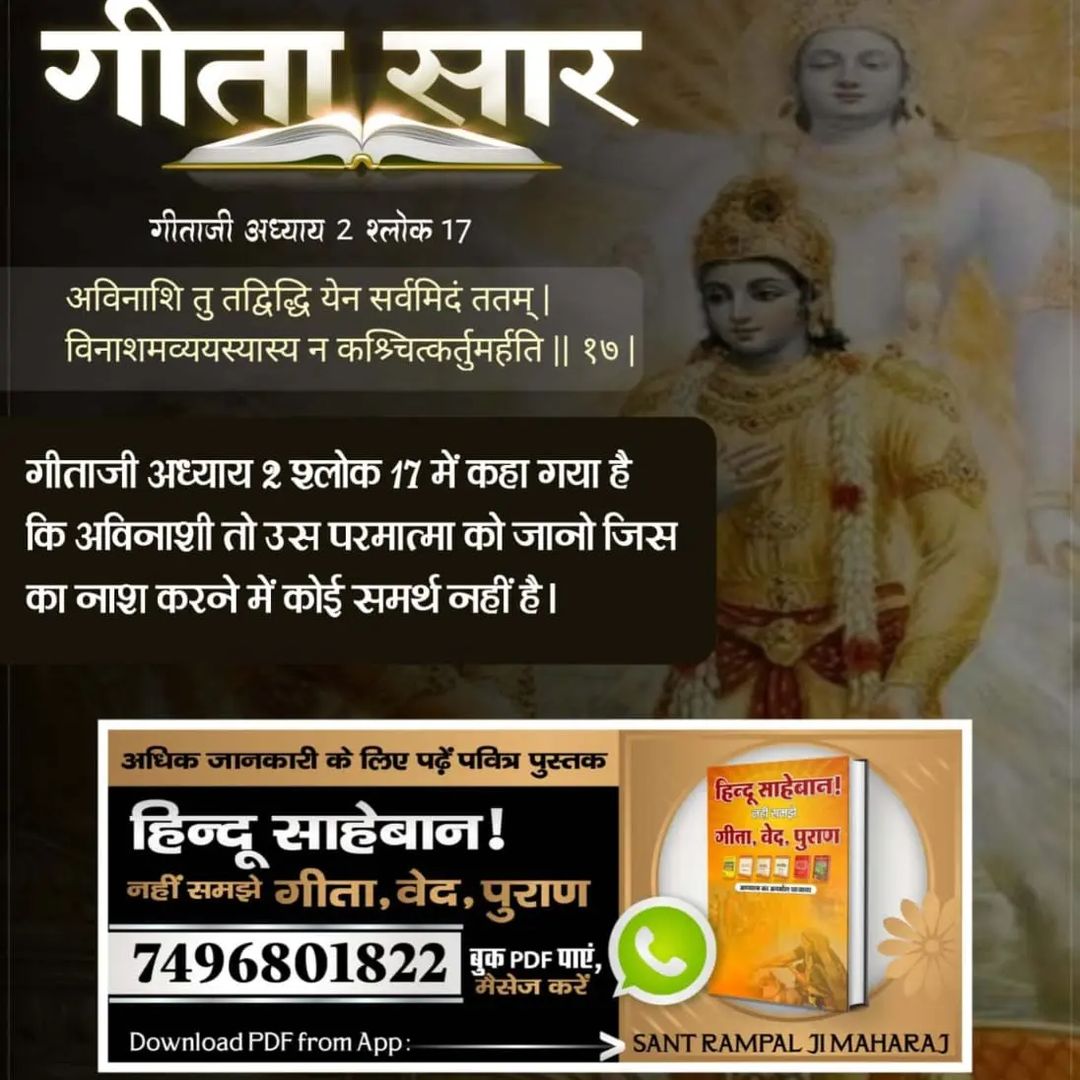 गीता सार
गीताजी अध्याय 2 श्लोक 17
अविनाशि तु तद्विद्धि येन सर्वमिदं ततम् |
विनाशमव्ययस्यास्य न कश्चित्कर्तुमर्हति || १७ |
गीताजी अध्याय 2 श्लोक 17 में कहा गया है
कि अविनाशी तो उस परमात्मा को जानो जिस
का नाश करने में कोई समर्थ नहीं है।
अधिक जानकारी के लिए पढ़ें पवित्र पुस्तक
हिन्दू साहेबान!
नहीं समझे गीता, वेद, पुराण
7496801822 बुक PDF पाएं,
मैसेज करें
Download PDF from App:
SANT RAMPAL JI MAHARAJ
हिन्दू साहेबान!
नहीं समझे
गीता, वेद, पुराण